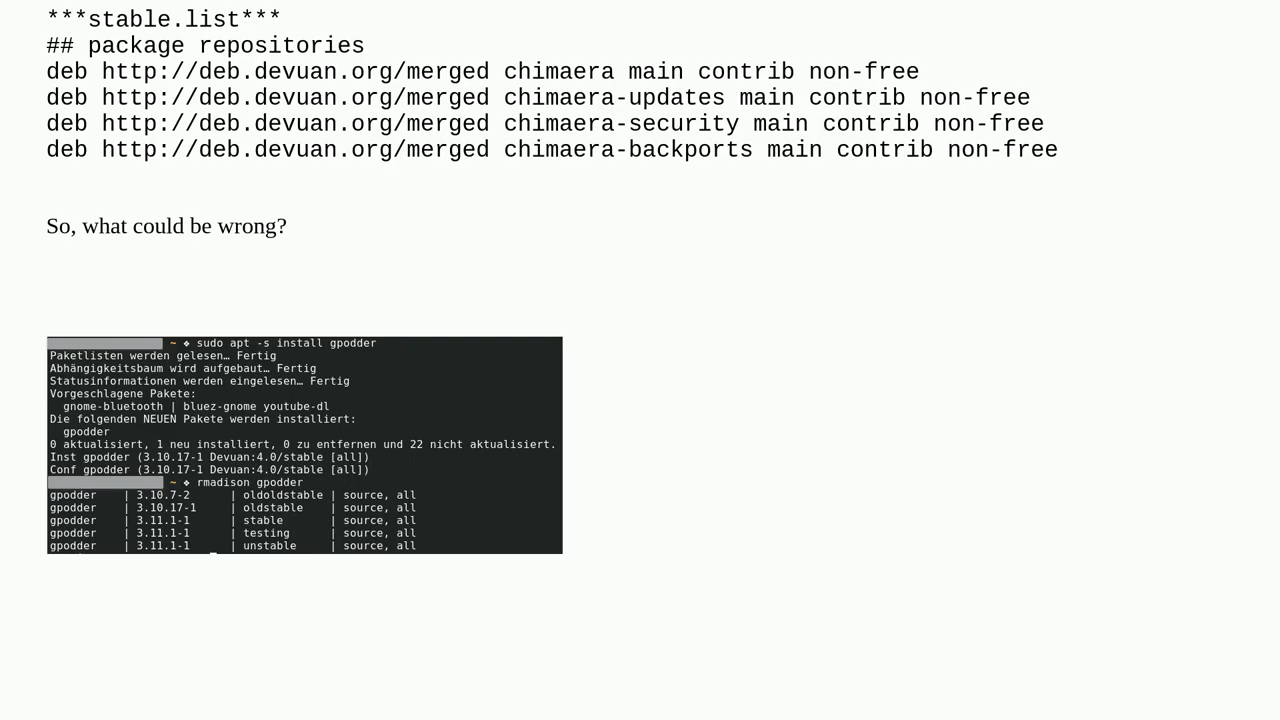 ***stable.list***
## package repositories
deb http://deb.devuan.org/merged chimaera main contrib non-free
deb http://deb.devuan.org/merged chimaera-updates main contrib non-free
deb http://deb.devuan.org/merged chimaera-security main contrib non-free
deb http://deb.devuan.org/merged chimaera-backports main contrib non-free
So, what could be wrong?
~ ❖ sudo apt -s install gpodder
Paketlisten werden gelesen… Fertig
Abhängigkeitsbaum wird aufgebaut… Fertig
Statusinformationen werden eingelesen… Fertig
Vorgeschlagene Pakete:
gnome-bluetooth | bluez-gnome youtube-dl
Die folgenden NEUEN Pakete werden installiert:
gpodder
0 aktualisiert, 1 neu installiert, 0 zu entfernen und 22 nicht aktualisiert.
Inst gpodder (3.10.17-1 Devuan:4.0/stable [all])
Conf gpodder (3.10.17-1 Devuan:4.0/stable [all])
~ ❖ rmadison gpodder
gpodder | 3.10.7-2 | oldoldstable | source, all
gpodder | 3.10.17-1 | oldstable | source, all
gpodder | 3.11.1-1 | stable | source, all
gpodder | 3.11.1-1 | testing | source, all
gpodder | 3.11.1-1 | unstable | source, all